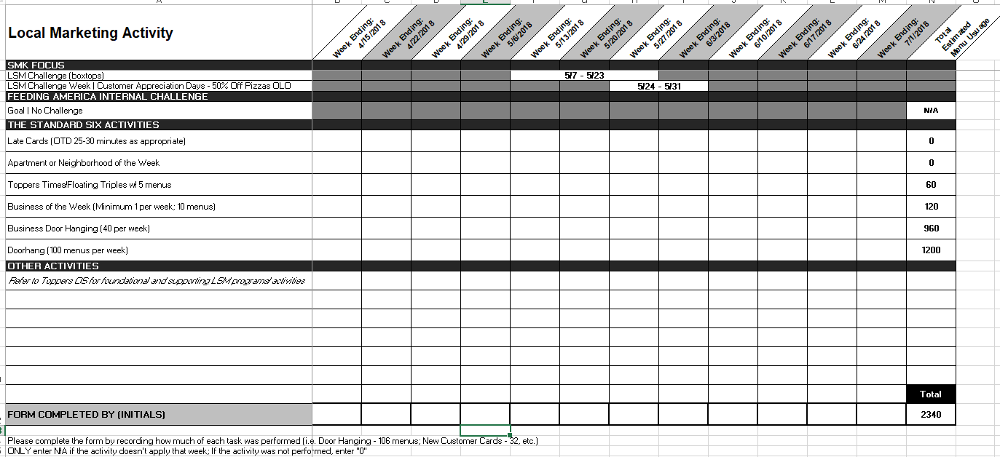 Local Marketing Activity
Week Ending: 4/15/2018
Week Ending: 4/22/2018
Week Ending: 4/29/2018
Week Ending: 5/6/2018
Week Ending: 5/13/2018
Week Ending: 5/20/2018
Week Ending: 5/27/2018
Week Ending: 6/3/2018
Week Ending: 6/10/2018
Week Ending: 6/17/2018
Week Ending: 6/24/2018
Week Ending: 7/1/2018
Total Estimated Menu Usuage
SMK FOCUS
LSM Challenge (boxtops) 5/7 - 5/23
LSM Challenge Week | Customer Appreciation Days - 50% Off Pizzas OLO 5/24 - 5/31
FEEDING AMERICA INTERNAL CHALLENGE
Goal | No Challenge N/A
THE STANDARD SIX ACTIVITIES
Late Cards (OTD 25-30 minutes as appropriate) 0
Apartment or Neighborhood of the Week 0
Toppers Times/Floating Triples w/ 5 menus 60
Business of the Week (Minimum 1 per week; 10 menus) 120
Business Door Hanging (40 per week) 960
Doorhang (100 menus per week) 1200
OTHER ACTIVITIES
Refer to Toppers OS for foundational and supporting LSM programs/ activities
Total
FORM COMPLETED BY (INITIALS) 2340
Please complete the form by recording how much of each task was performed (i.e. Door Hanging - 106 menus; New Customer Cards - 32, etc.)
ONLY enter N/A if the activity doesn't apply that week; If the activity was not performed, enter "0"